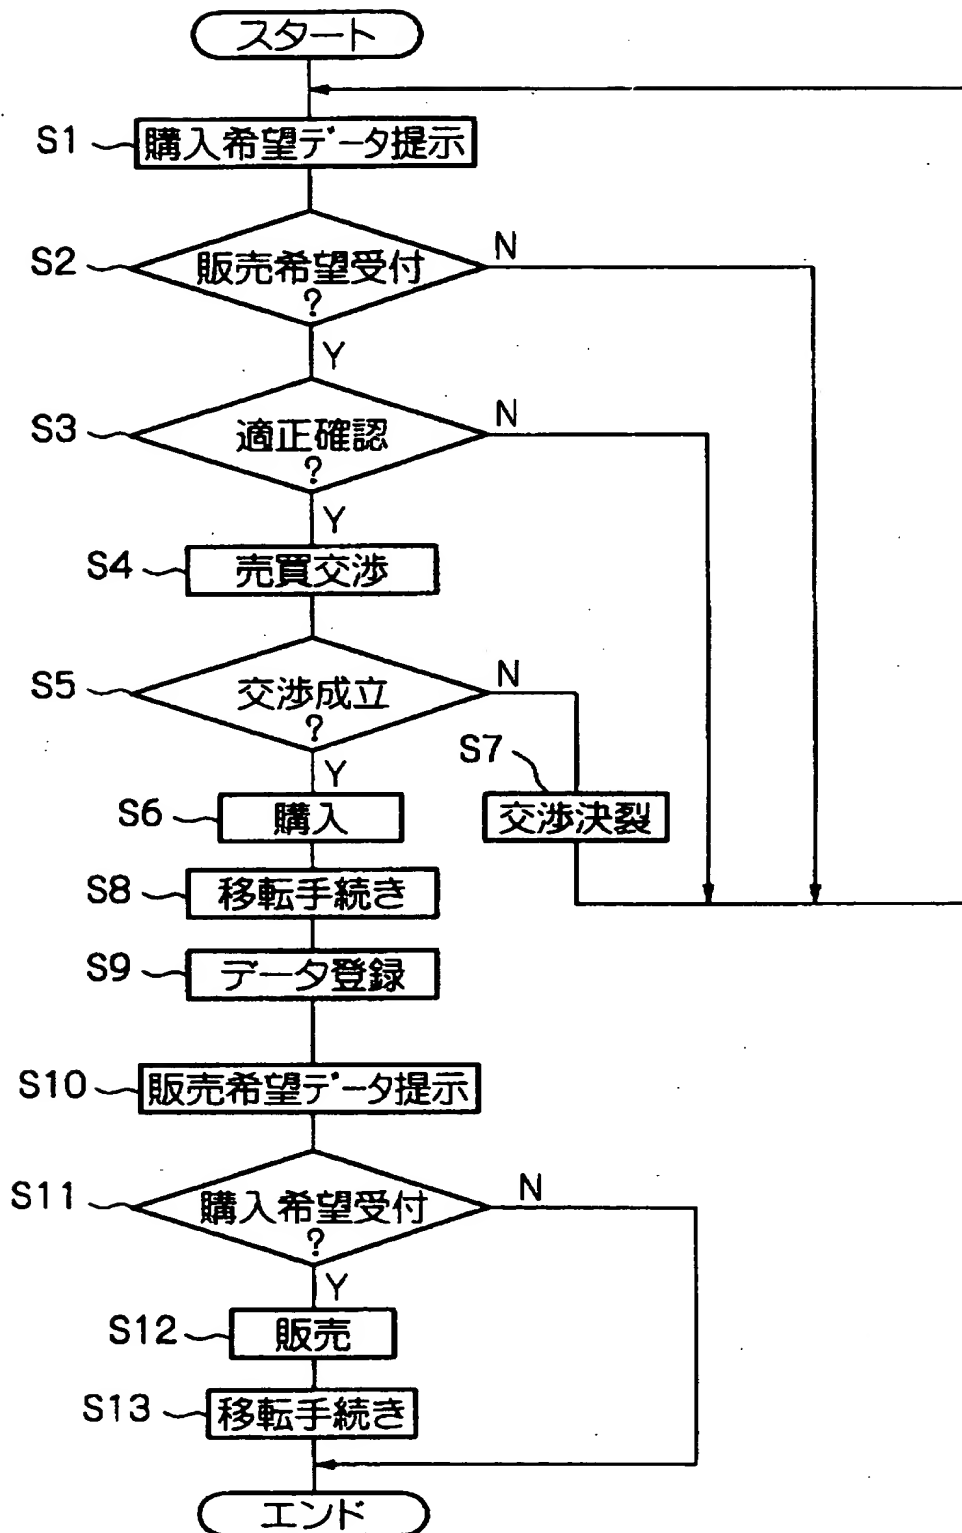 スタート
S1 購入希望データ提示
S2 販売希望受付 N
?
Y
S3 適正確認 N
?
Y
S4 売買交渉
S5 交渉成立 N
?
Y
S7
S6 購入 交渉決裂
S8 移転手続き
S9 データ登録
S10 販売希望データ提示
S11 購入希望受付 N
?
Y
S12 販売
S13 移転手続き
エンド